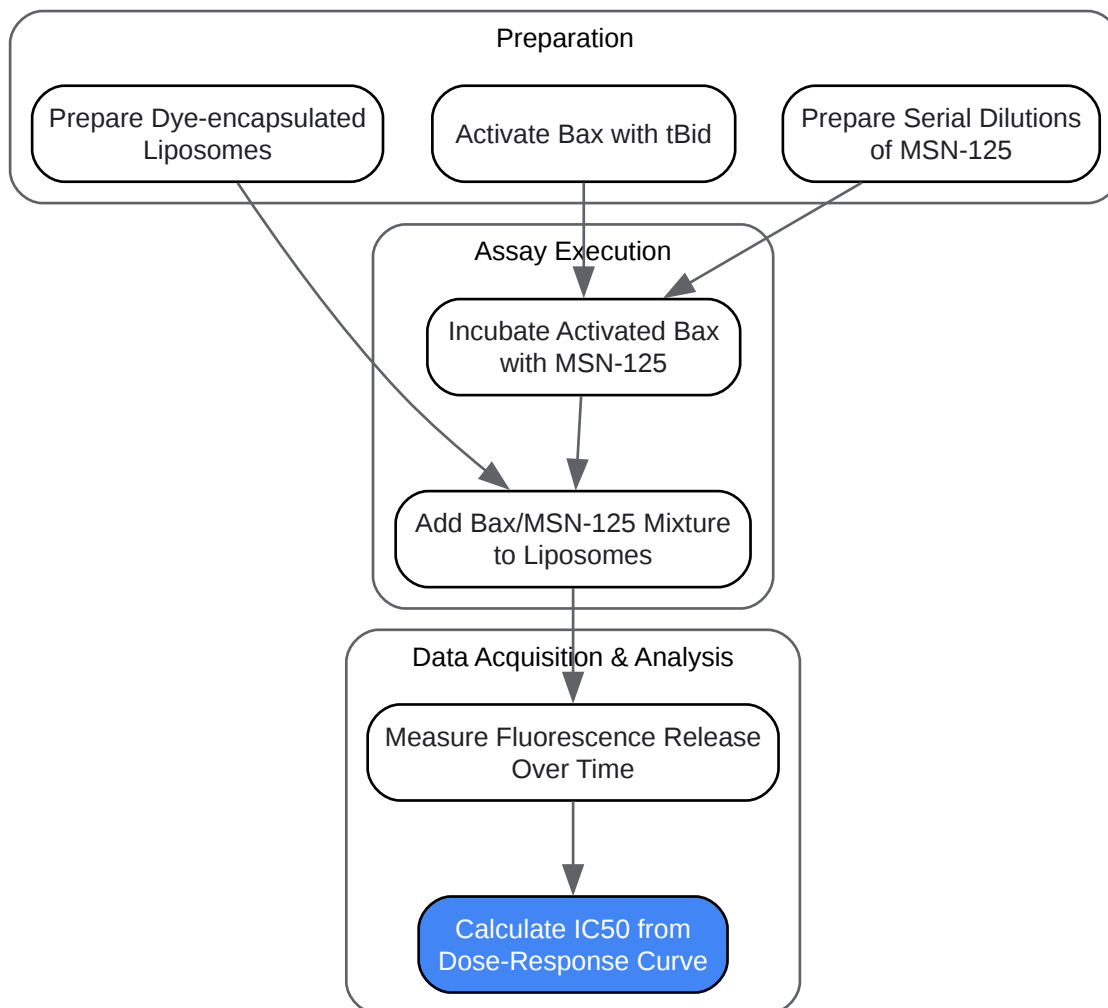 Preparation
Prepare Dye-encapsulated
Liposomes
Activate Bax with tBid
Prepare Serial Dilutions
of MSN-125
Assay Execution
Incubate Activated Bax
with MSN-125
Add Bax/MSN-125 Mixture
to Liposomes
Data Acquisition & Analysis
Measure Fluorescence Release
Over Time
Calculate IC50 from
Dose-Response Curve